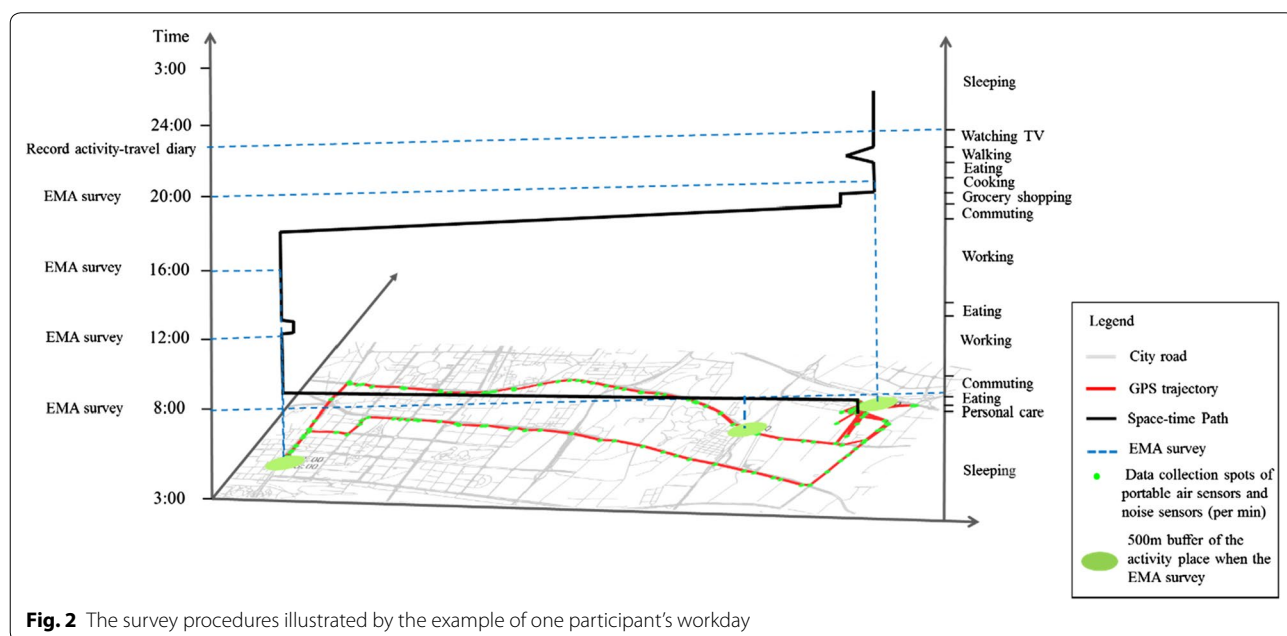 Time
3:00
24:00
Record activity-travel diary
EMA survey
20:00
EMA survey
16:00
EMA survey
12:00
EMA survey
8:00
3:00
Sleeping
Watching TV
Walking
Eating
Cooking
Grocery shopping
Commuting
Working
Eating
Working
Commuting
Eating
Personal care
Sleeping
Legend
City road
GPS trajectory
Space-time Path
EMA survey
Data collection spots of
portable air sensors and
noise sensors (per min)
500m buffer of the
activity place when the
EMA survey
Fig. 2 The survey procedures illustrated by the example of one participant's workday